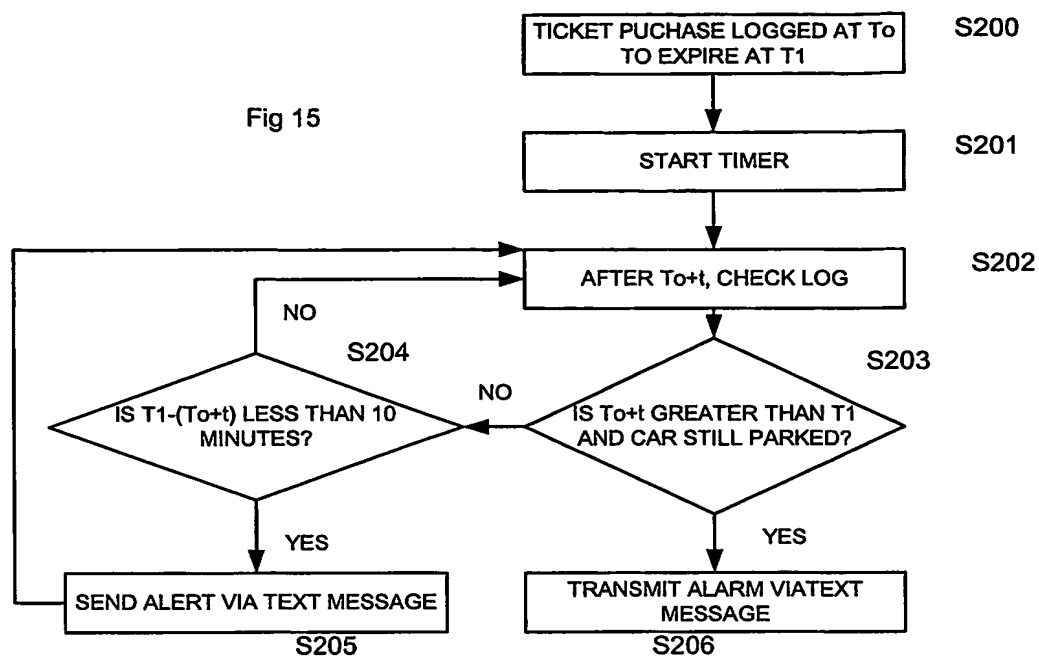 TICKET PUCHASE LOGGED AT To
TO EXPIRE AT T1
S200
Fig 15
START TIMER
S201
AFTER To+t, CHECK LOG
S202
NO
S204
S203
IS T1-(To+t) LESS THAN 10
MINUTES?
NO
IS To+t GREATER THAN T1
AND CAR STILL PARKED?
YES
YES
SEND ALERT VIA TEXT MESSAGE
S205
TRANSMIT ALARM VIATEXT
MESSAGE
S206